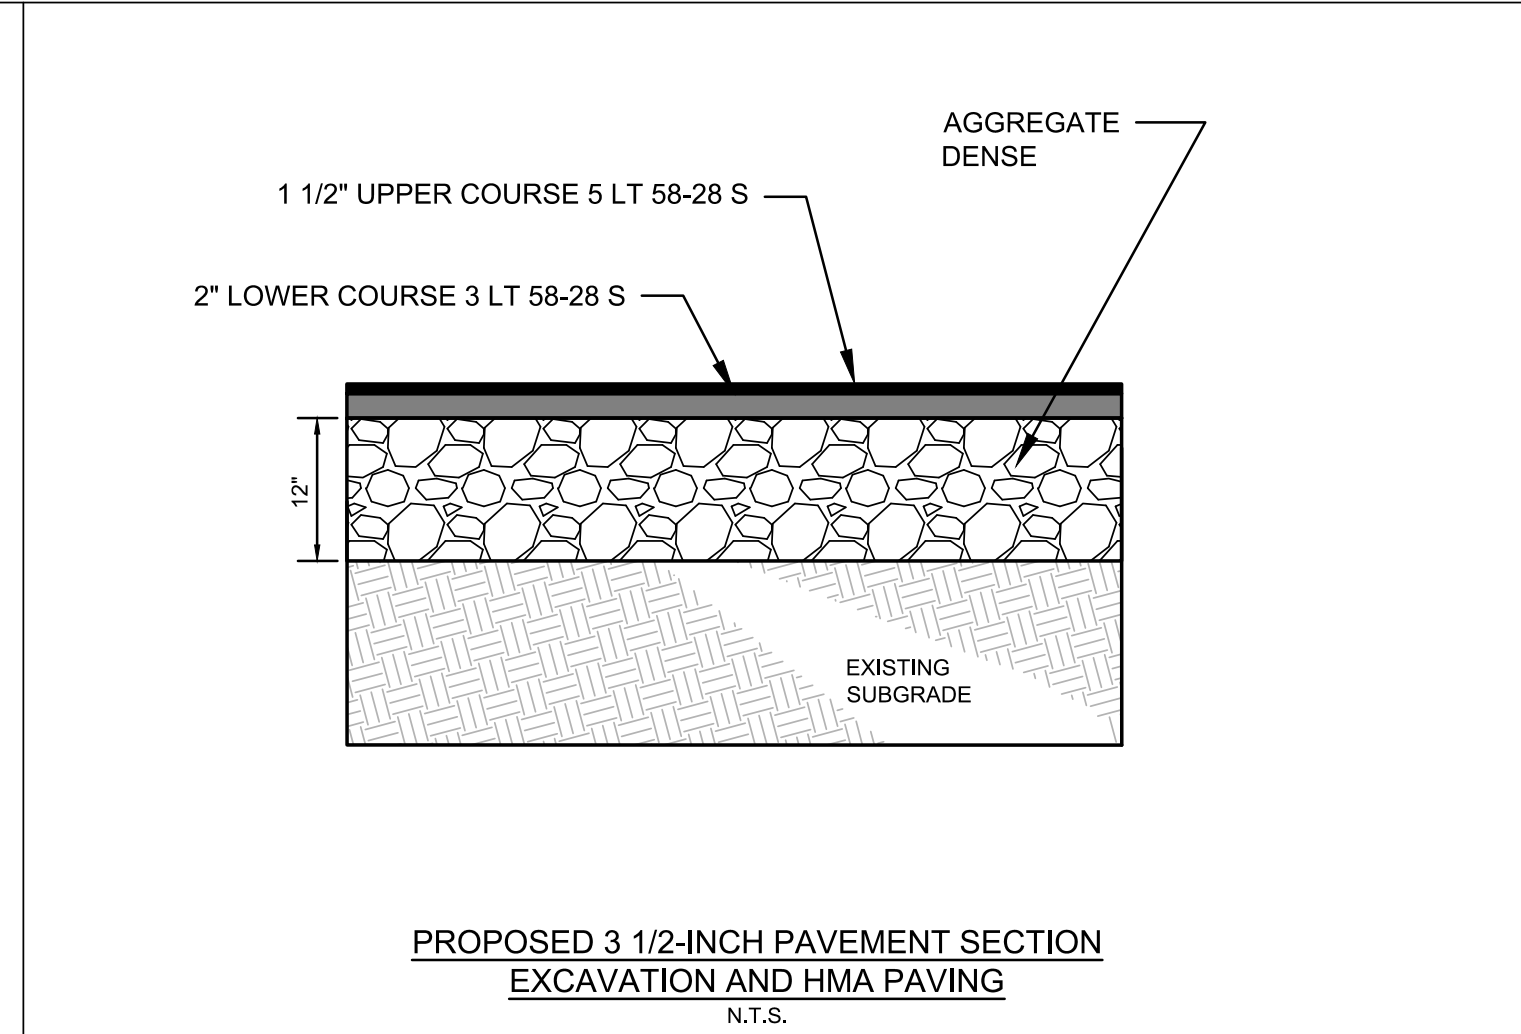 AGGREGATE
DENSE
1 1/2" UPPER COURSE 5 LT 58-28 S
2" LOWER COURSE 3 LT 58-28 S
12"
EXISTING
SUBGRADE
PROPOSED 3 1/2-INCH PAVEMENT SECTION
EXCAVATION AND HMA PAVING
N.T.S.